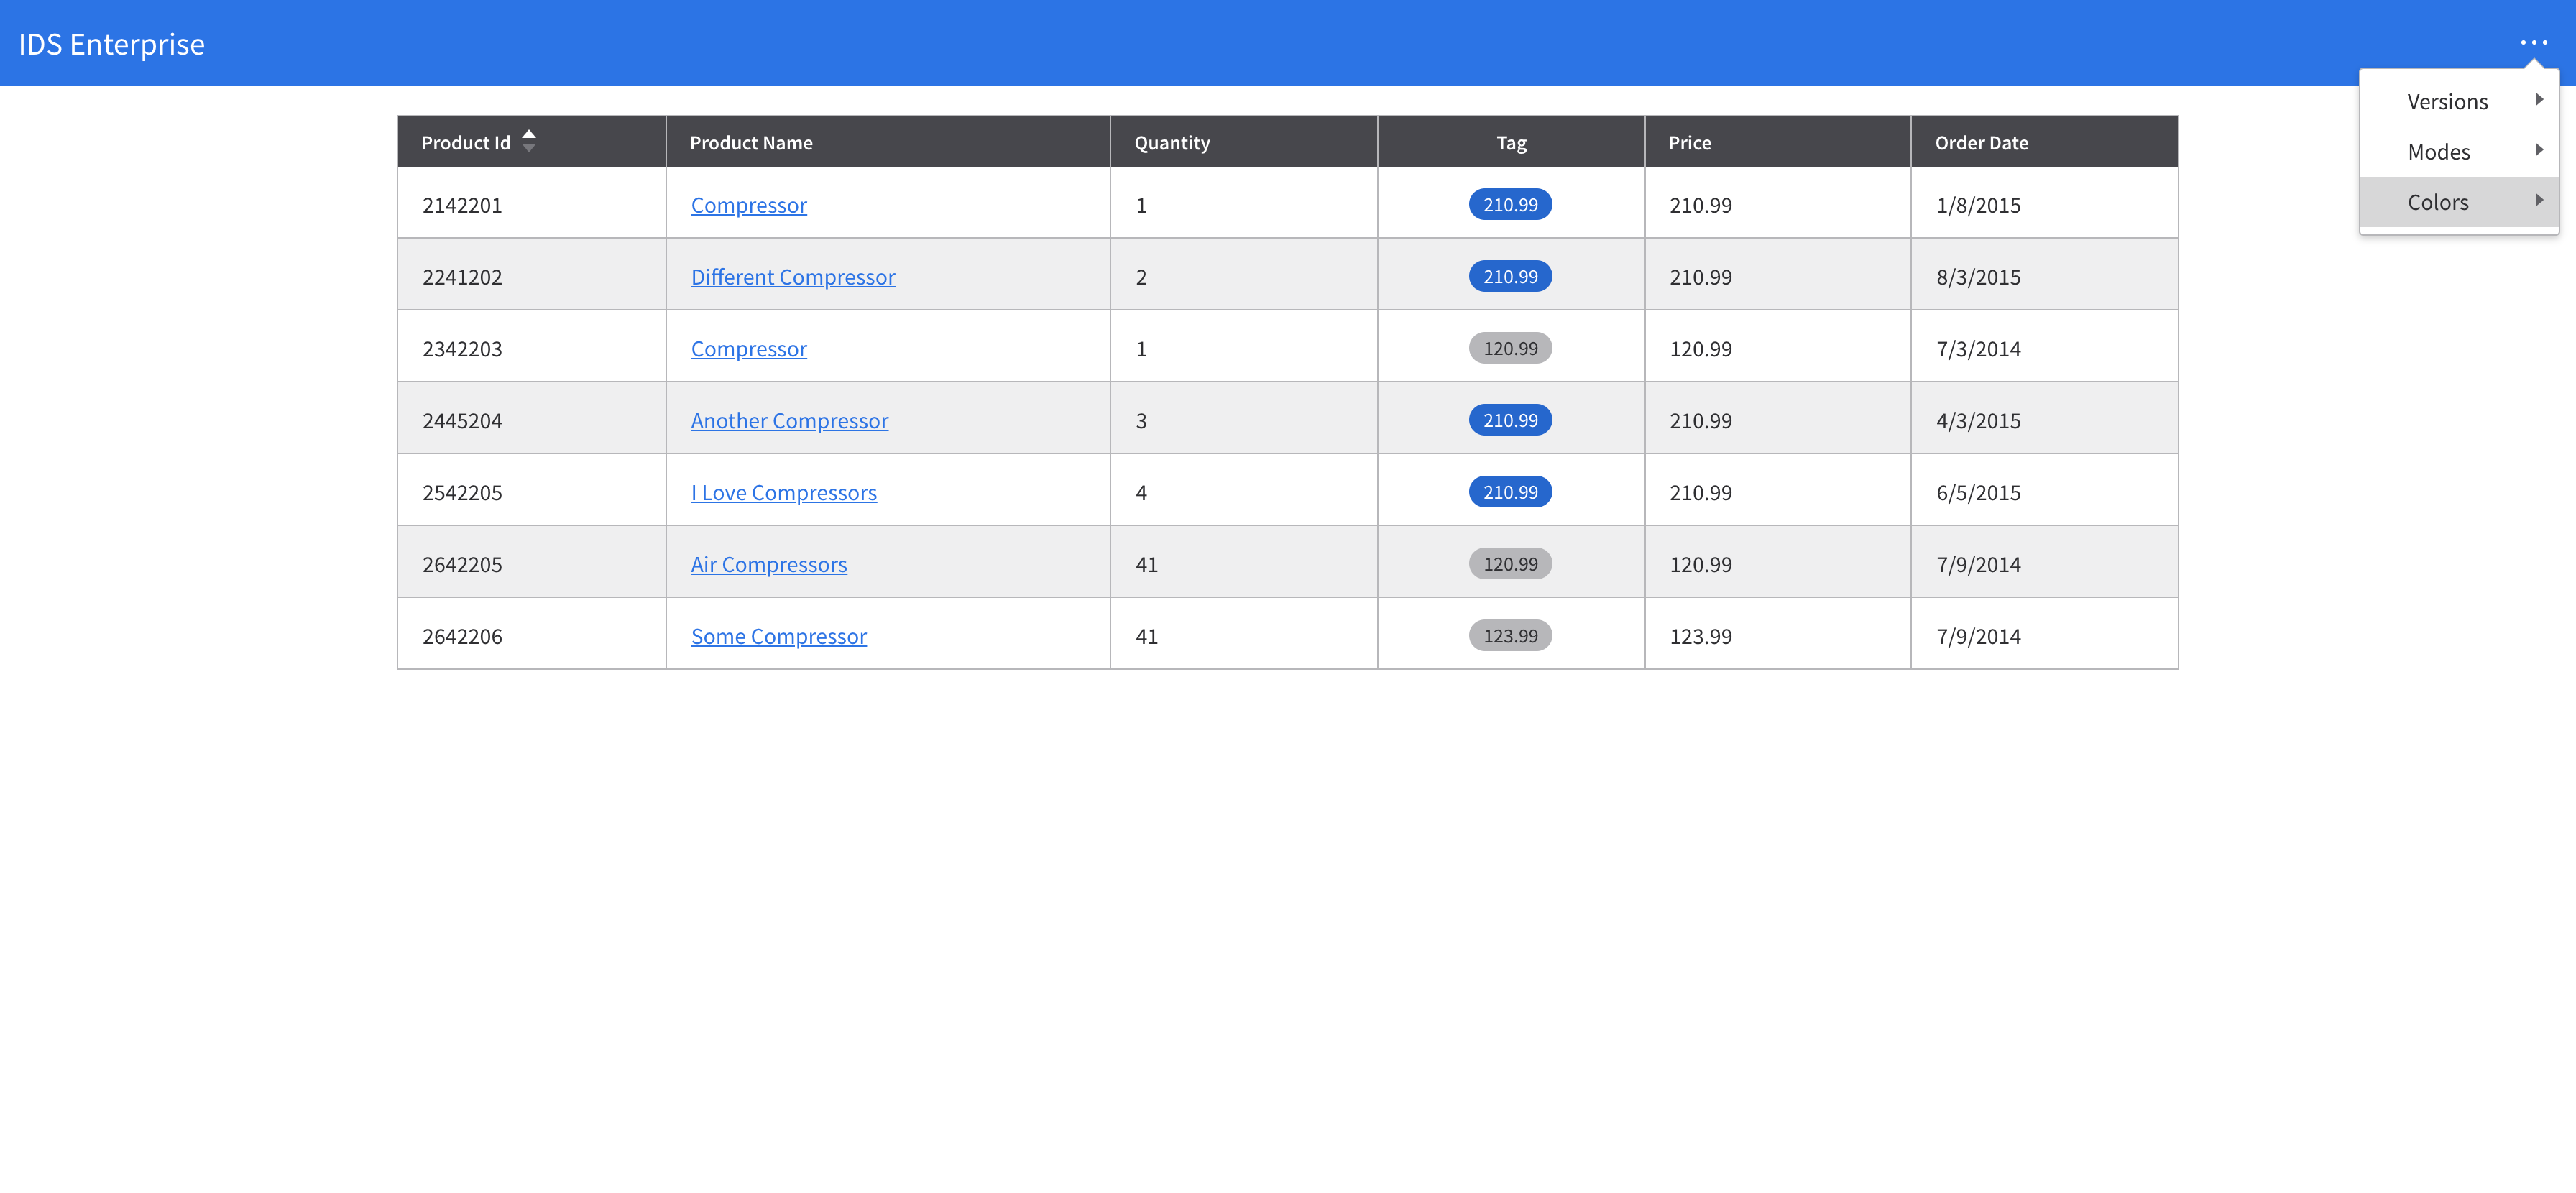 IDS Enterprise
Versions
Modes
Colors
Product Id Product Name Quantity Tag Price Order Date
2142201 Compressor 1 210.99 210.99 1/8/2015
2241202 Different Compressor 2 210.99 210.99 8/3/2015
2342203 Compressor 1 120.99 120.99 7/3/2014
2445204 Another Compressor 3 210.99 210.99 4/3/2015
2542205 I Love Compressors 4 210.99 210.99 6/5/2015
2642205 Air Compressors 41 120.99 120.99 7/9/2014
2642206 Some Compressor 41 123.99 123.99 7/9/2014